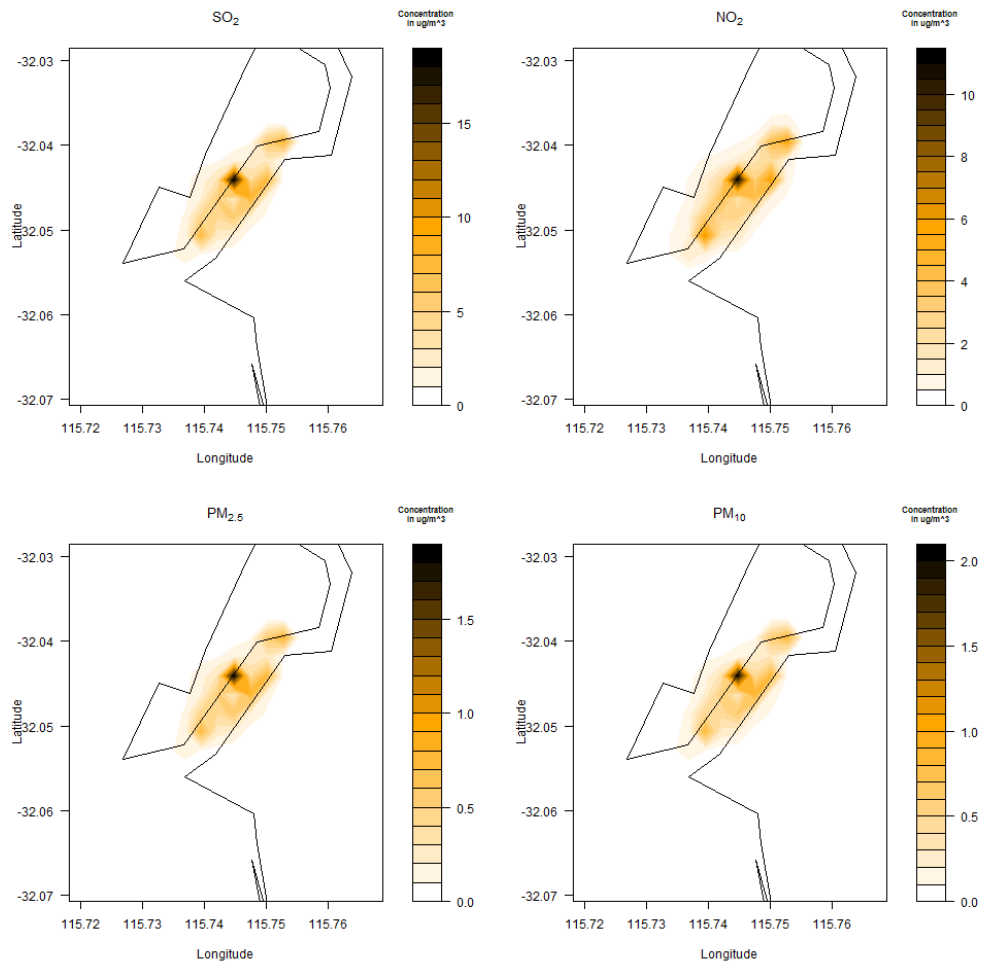 SO2
Concentration
in ug/m^3
-32.03
-32.04
-32.05
-32.06
-32.07
Latitude
115.72 115.73 115.74 115.75 115.76
Longitude
15
10
5
0
NO2
Concentration
in ug/m^3
-32.03
-32.04
-32.05
-32.06
-32.07
Latitude
115.72 115.73 115.74 115.75 115.76
Longitude
10
8
6
4
2
0
PM2.5
Concentration
in ug/m^3
-32.03
-32.04
-32.05
-32.06
-32.07
Latitude
115.72 115.73 115.74 115.75 115.76
Longitude
1.5
1.0
0.5
0.0
PM10
Concentration
in ug/m^3
-32.03
-32.04
-32.05
-32.06
-32.07
Latitude
115.72 115.73 115.74 115.75 115.76
Longitude
2.0
1.5
1.0
0.5
0.0